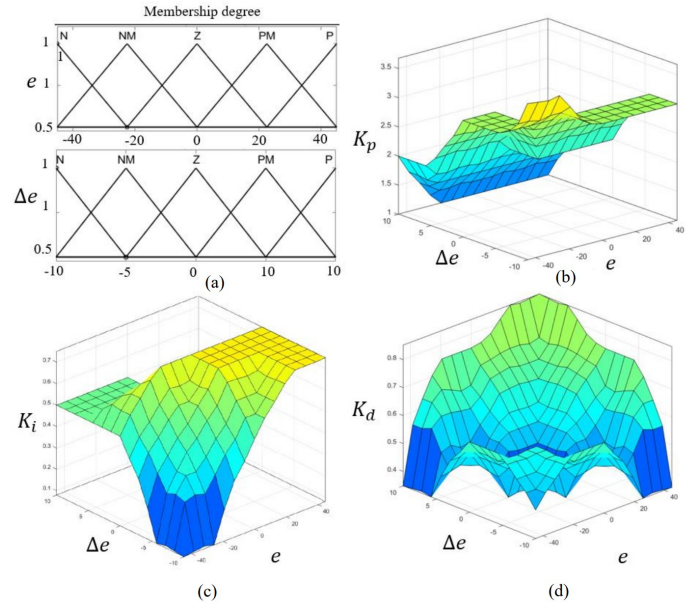 Membership degree
N NM Z PM P
1
1
e 1
0.5
-40 -20 0 20 40
N NM Z PM P
1
Δe 1
0.5
-10 -5 0 10 10
(a)
3.5
3
K_p 2.5
2
1.5
1
5 0 -5 -10
Δe
-40 -20 0 20 40
e
(b)
0.7
0.6
0.5
K_i 0.4
0.3
0.2
0.1
10 5 0 -5 -10
Δe
-40 -20 0 20 40
e
(c)
0.8
0.7
K_d 0.6
0.5
0.4
10 5 0 -5 -10
Δe
-40 -20 0 20 40
e
(d)